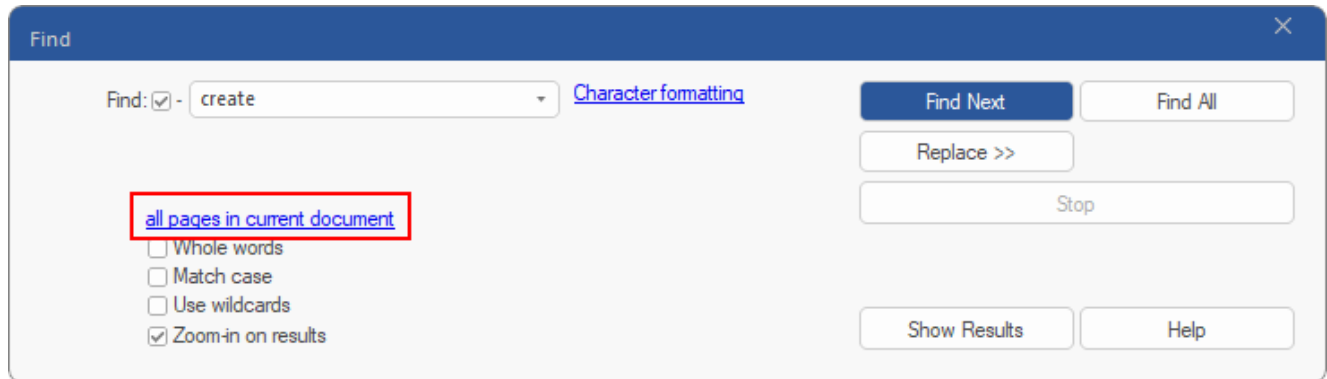 Find
Find: - create Character formatting Find Next Find All
Replace >>
all pages in current document Stop
Whole words
Match case
Use wildcards
Zoom-in on results Show Results Help